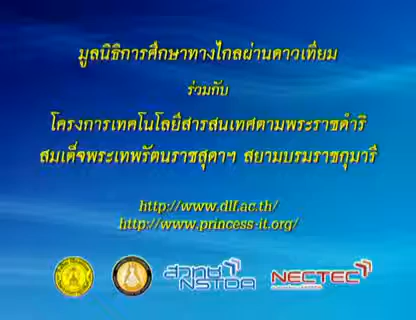 มูลนิธิการศึกษาทางไกลผ่านดาวเทียม
ร่วมกับ
โครงการเทคโนโลยีสารสนเทศตามพระราชดำริ
สมเด็จพระเทพรัตนราชสุดาฯ สยามบรมราชกุมารี
http://www.dlf.ac.th/
http://www.princess-it.org/
สวทช
NSTDA
NECTEC